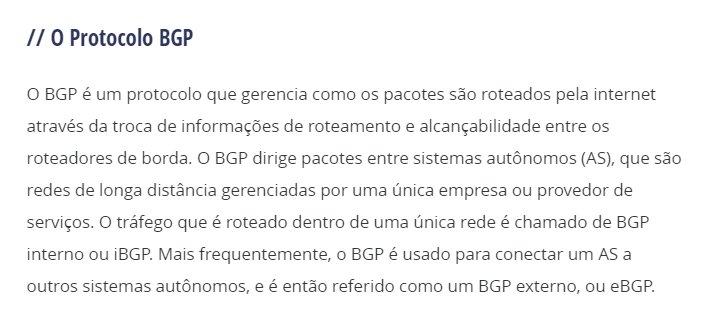 // O Protocolo BGP
O BGP é um protocolo que gerencia como os pacotes são roteados pela internet
através da troca de informações de roteamento e alcançabilidade entre os
roteadores de borda. O BGP dirige pacotes entre sistemas autônomos (AS), que são
redes de longa distância gerenciadas por uma única empresa ou provedor de
serviços. O tráfego que é roteado dentro de uma única rede é chamado de BGP
interno ou iBGP. Mais frequentemente, o BGP é usado para conectar um AS a
outros sistemas autônomos, e é então referido como um BGP externo, ou eBGP.